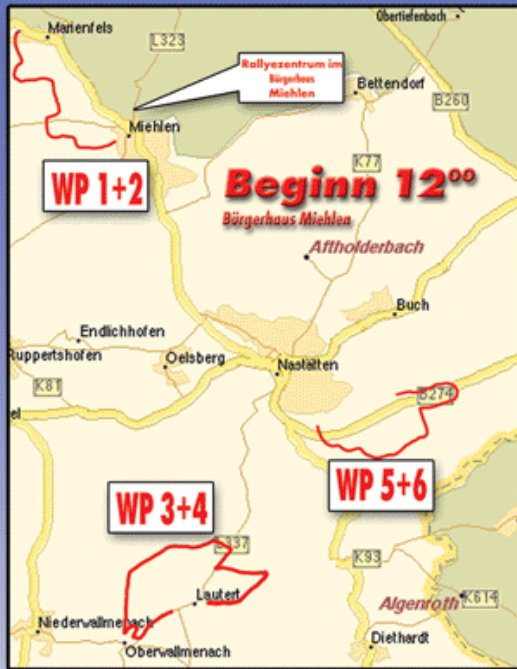 Marienfels
L323
Obertiefenbach
Rallyezentrum im
Bürgerhaus
Miehlen
Bettendorf
B260
Miehlen
K77
WP 1+2
Beginn 12⁰⁰
Bürgerhaus Miehlen
Aftholderbach
Buch
Endlichhofen
Ruppertshofen
Oelsberg
Nastätten
K81
B274
el
WP 3+4
WP 5+6
L337
K93
Lautert
Algenroth
K614
Niederwallmenach
Oberwallmenach
Diethardt